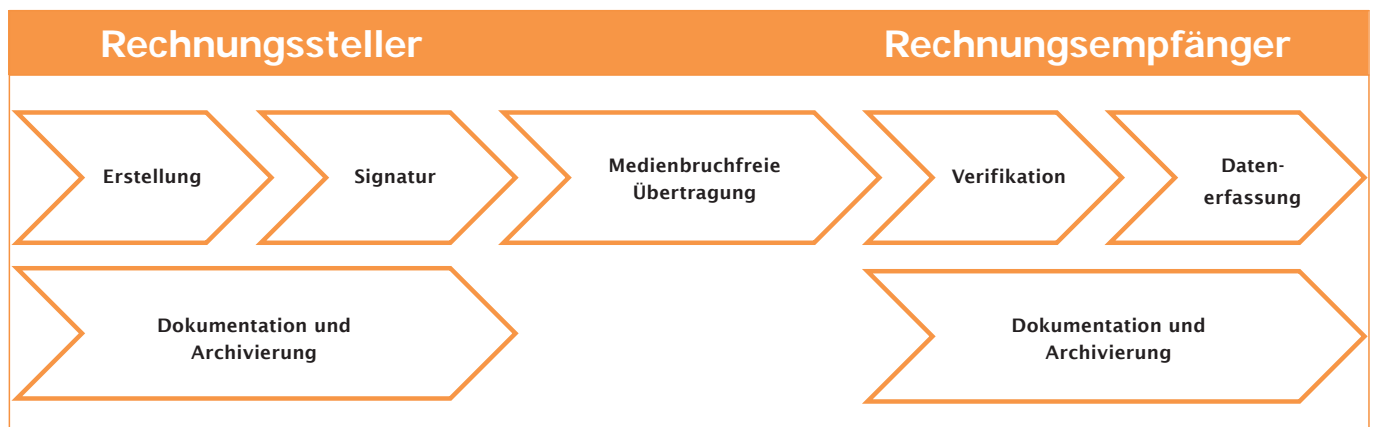 Rechnungssteller
Rechnungsempfänger
Erstellung
Signatur
Medienbruchfreie
Übertragung
Verifikation
Daten-
erfassung
Dokumentation und
Archivierung
Dokumentation und
Archivierung